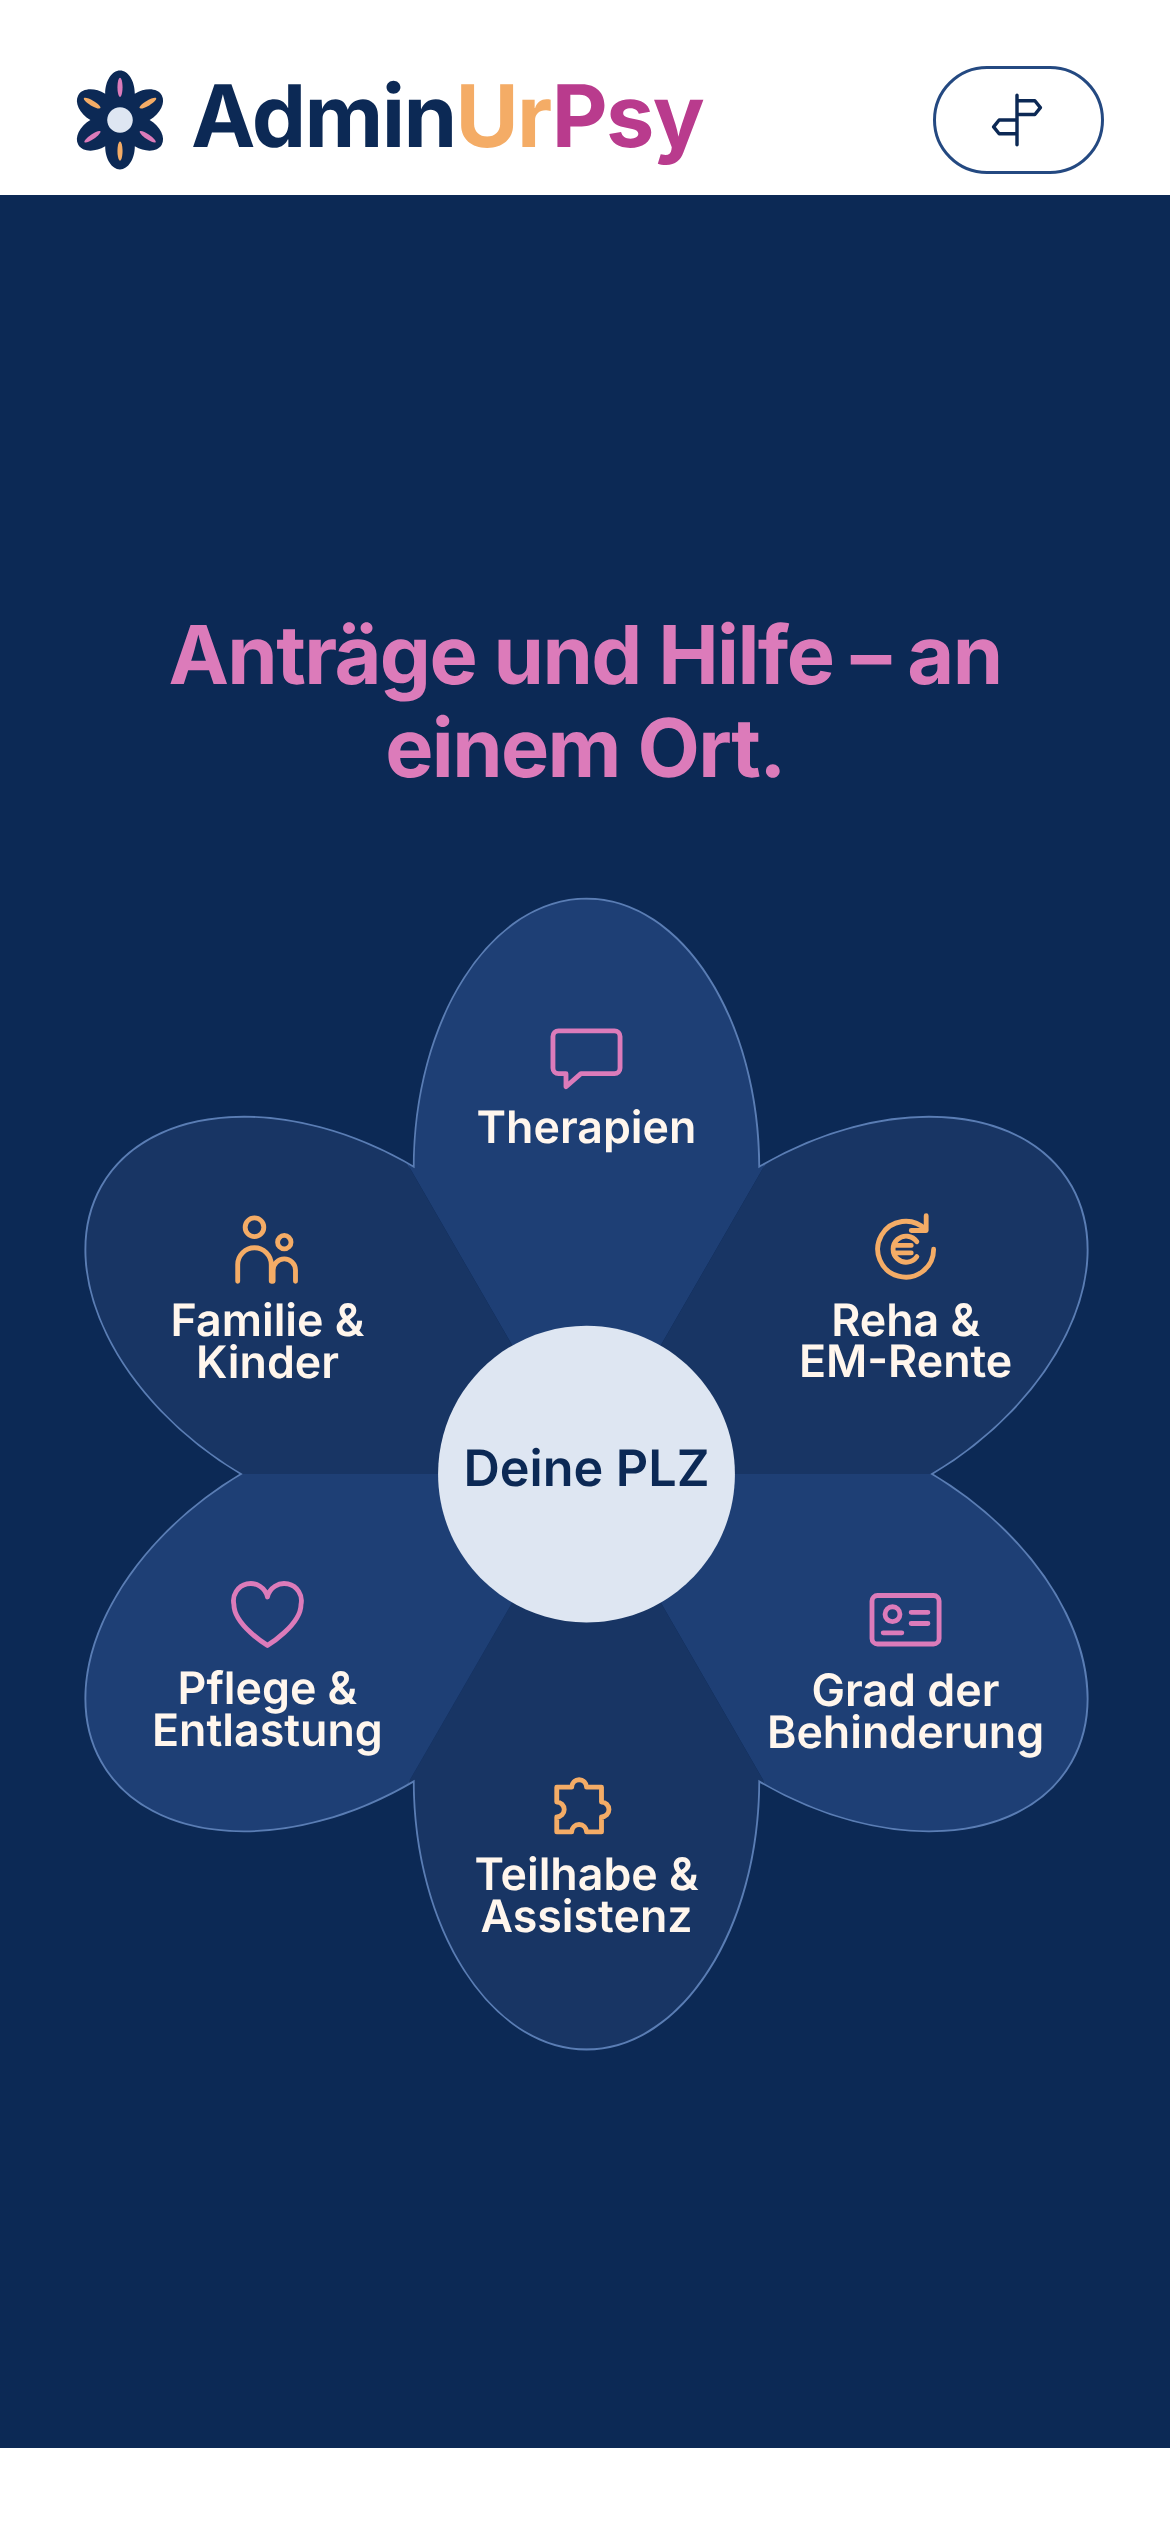 AdminUrPsy
Anträge und Hilfe – an
einem Ort.
Therapien
Familie &
Kinder
Reha &
EM-Rente
Deine PLZ
Pflege &
Entlastung
Grad der
Behinderung
Teilhabe &
Assistenz